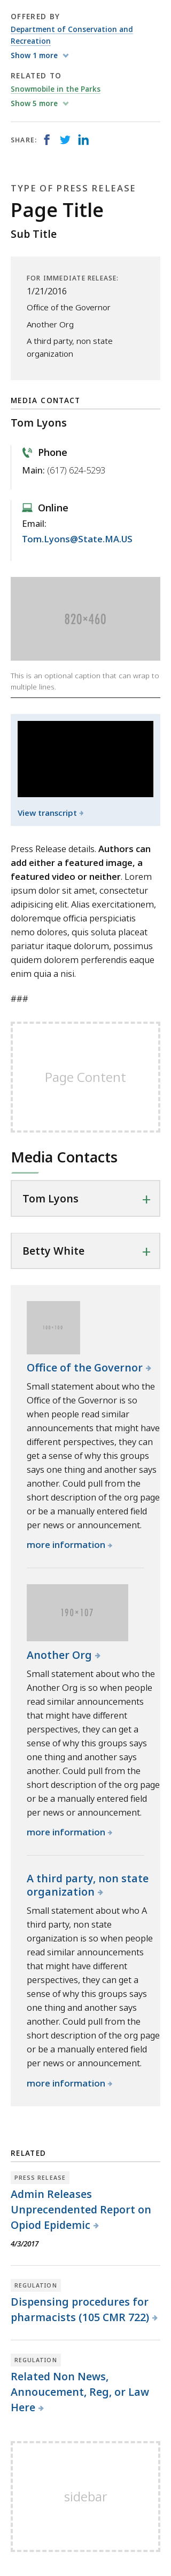 OFFERED BY
Department of Conservation and
Recreation
Show 1 more
RELATED TO
Snowmobile in the Parks
Show 5 more
SHARE:
TYPE OF PRESS RELEASE
Page Title
Sub Title
FOR IMMEDIATE RELEASE:
1/21/2016
Office of the Governor
Another Org
A third party, non state
organization
MEDIA CONTACT
Tom Lyons
Phone
Main: (617) 624-5293
Online
Email:
Tom.Lyons@State.MA.US
820×460
This is an optional caption that can wrap to
multiple lines.
View transcript
Press Release details. Authors can
add either a featured image, a
featured video or neither. Lorem
ipsum dolor sit amet, consectetur
adipisicing elit. Alias exercitationem,
doloremque officia perspiciatis
nemo dolores, quis soluta placeat
pariatur itaque dolorum, possimus
quidem dolorem perferendis eaque
enim quia a nisi.
###
Page Content
Media Contacts
Tom Lyons +
Betty White +
100×100
Office of the Governor
Small statement about who the
Office of the Governor is so
when people read similar
announcements that might have
different perspectives, they can
get a sense of why this groups
says one thing and another says
another. Could pull from the
short description of the org page
or be a manually entered field
per news or announcement.
more information
190×107
Another Org
Small statement about who the
Another Org is so when people
read similar announcements
that might have different
perspectives, they can get a
sense of why this groups says
one thing and another says
another. Could pull from the
short description of the org page
or be a manually entered field
per news or announcement.
more information
A third party, non state
organization
Small statement about who A
third party, non state
organization is so when people
read similar announcements
that might have different
perspectives, they can get a
sense of why this groups says
one thing and another says
another. Could pull from the
short description of the org page
or be a manually entered field
per news or announcement.
more information
RELATED
PRESS RELEASE
Admin Releases
Unprecendented Report on
Opiod Epidemic
4/3/2017
REGULATION
Dispensing procedures for
pharmacists (105 CMR 722)
REGULATION
Related Non News,
Annoucement, Reg, or Law
Here
sidebar